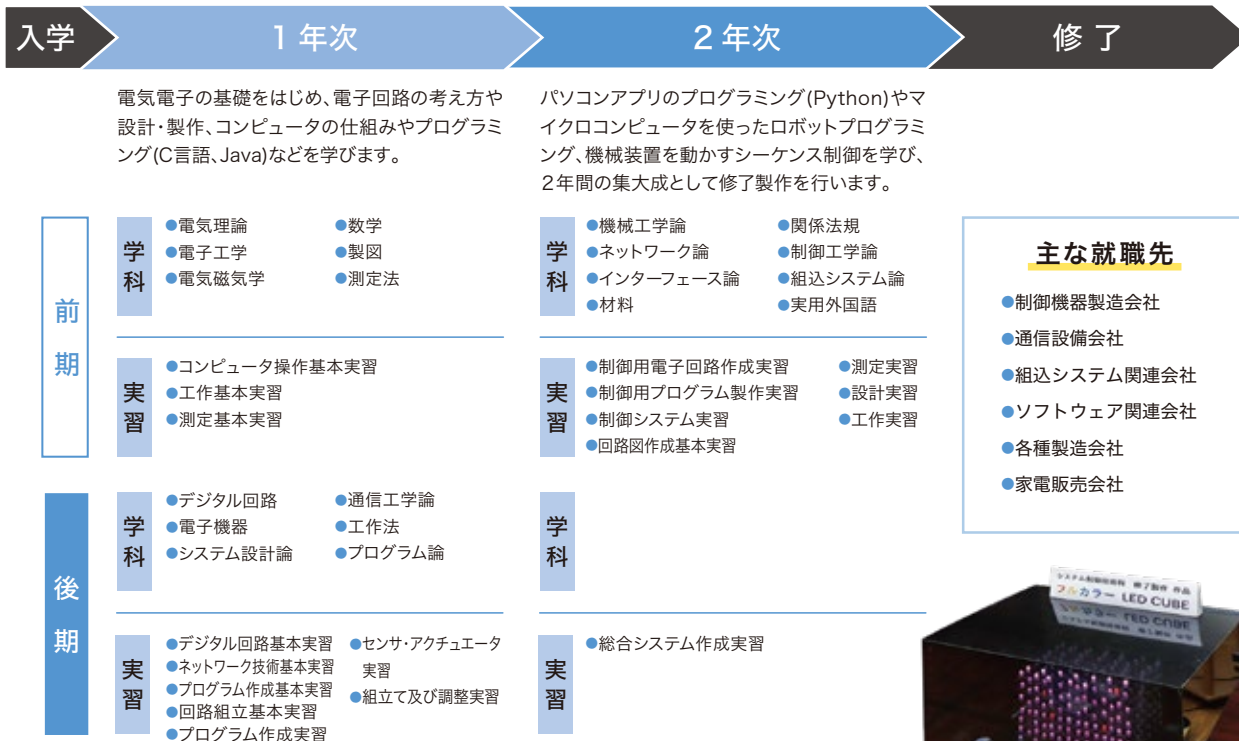 入学
1年次
2年次
修了
電気電子の基礎をはじめ、電子回路の考え方や
設計・製作、コンピュータの仕組みやプログラミ
ング(C言語、Java)などを学びます。
パソコンアプリのプログラミング(Python)やマ
イクロコンピュータを使ったロボットプログラミ
ング、機械装置を動かすシーケンス制御を学び、
2年間の集大成として修了製作を行います。
前期
学科
●電気理論
●電子工学
●電気磁気学
●数学
●製図
●測定法
実習
●コンピュータ操作基本実習
●工作基本実習
●測定基本実習
学科
●機械工学論
●ネットワーク論
●インターフェース論
●材料
●関係法規
●制御工学論
●組込システム論
●実用外国語
実習
●制御用電子回路作成実習
●制御用プログラム製作実習
●制御システム実習
●回路図作成基本実習
●測定実習
●設計実習
●工作実習
後期
学科
●デジタル回路
●電子機器
●システム設計論
●通信工学論
●工作法
●プログラム論
実習
●デジタル回路基本実習
●ネットワーク技術基本実習
●プログラム作成基本実習
●回路組立基本実習
●プログラム作成実習
●センサ・アクチュエータ
実習
●組立て及び調整実習
学科
実習
●総合システム作成実習
主な就職先
●制御機器製造会社
●通信設備会社
●組込システム関連会社
●ソフトウェア関連会社
●各種製造会社
●家電販売会社
システム制御技術科 修了製作 作品
フルカラー LED CUBE